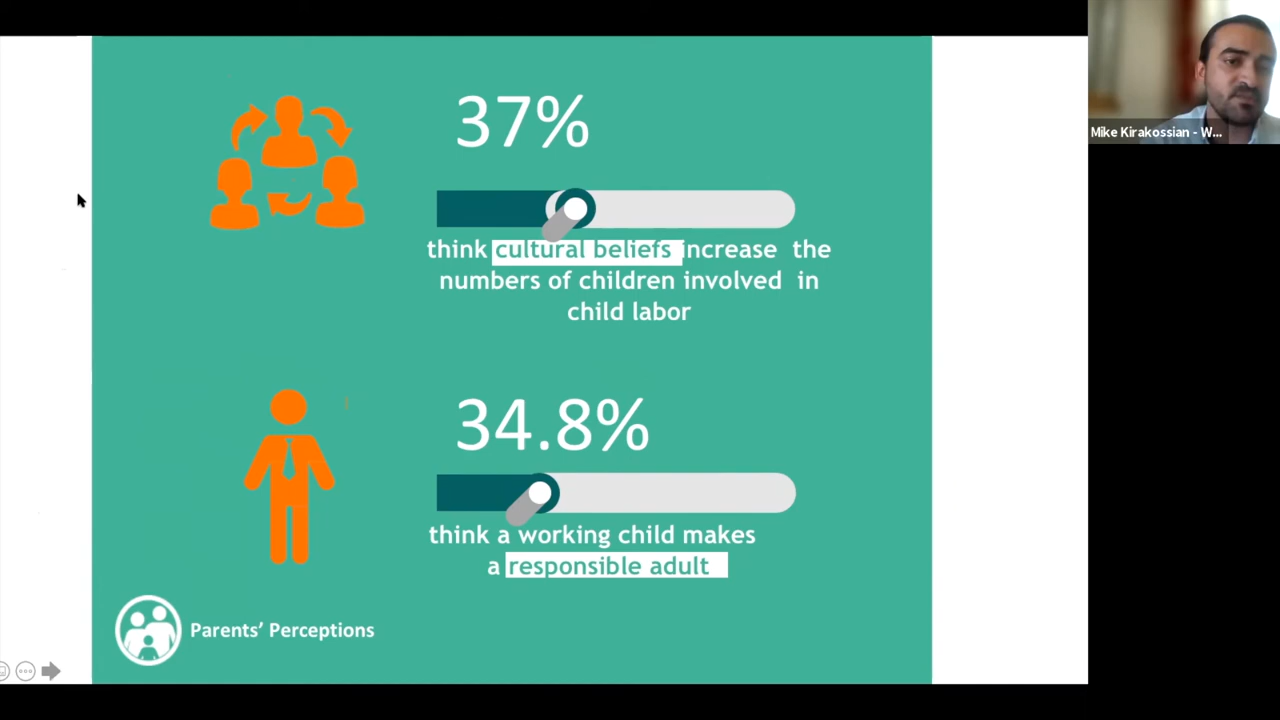 37%
think cultural beliefs increase the
numbers of children involved in
child labor
34.8%
think a working child makes
a responsible adult
Parents' Perceptions
Mike Kirakossian - W...